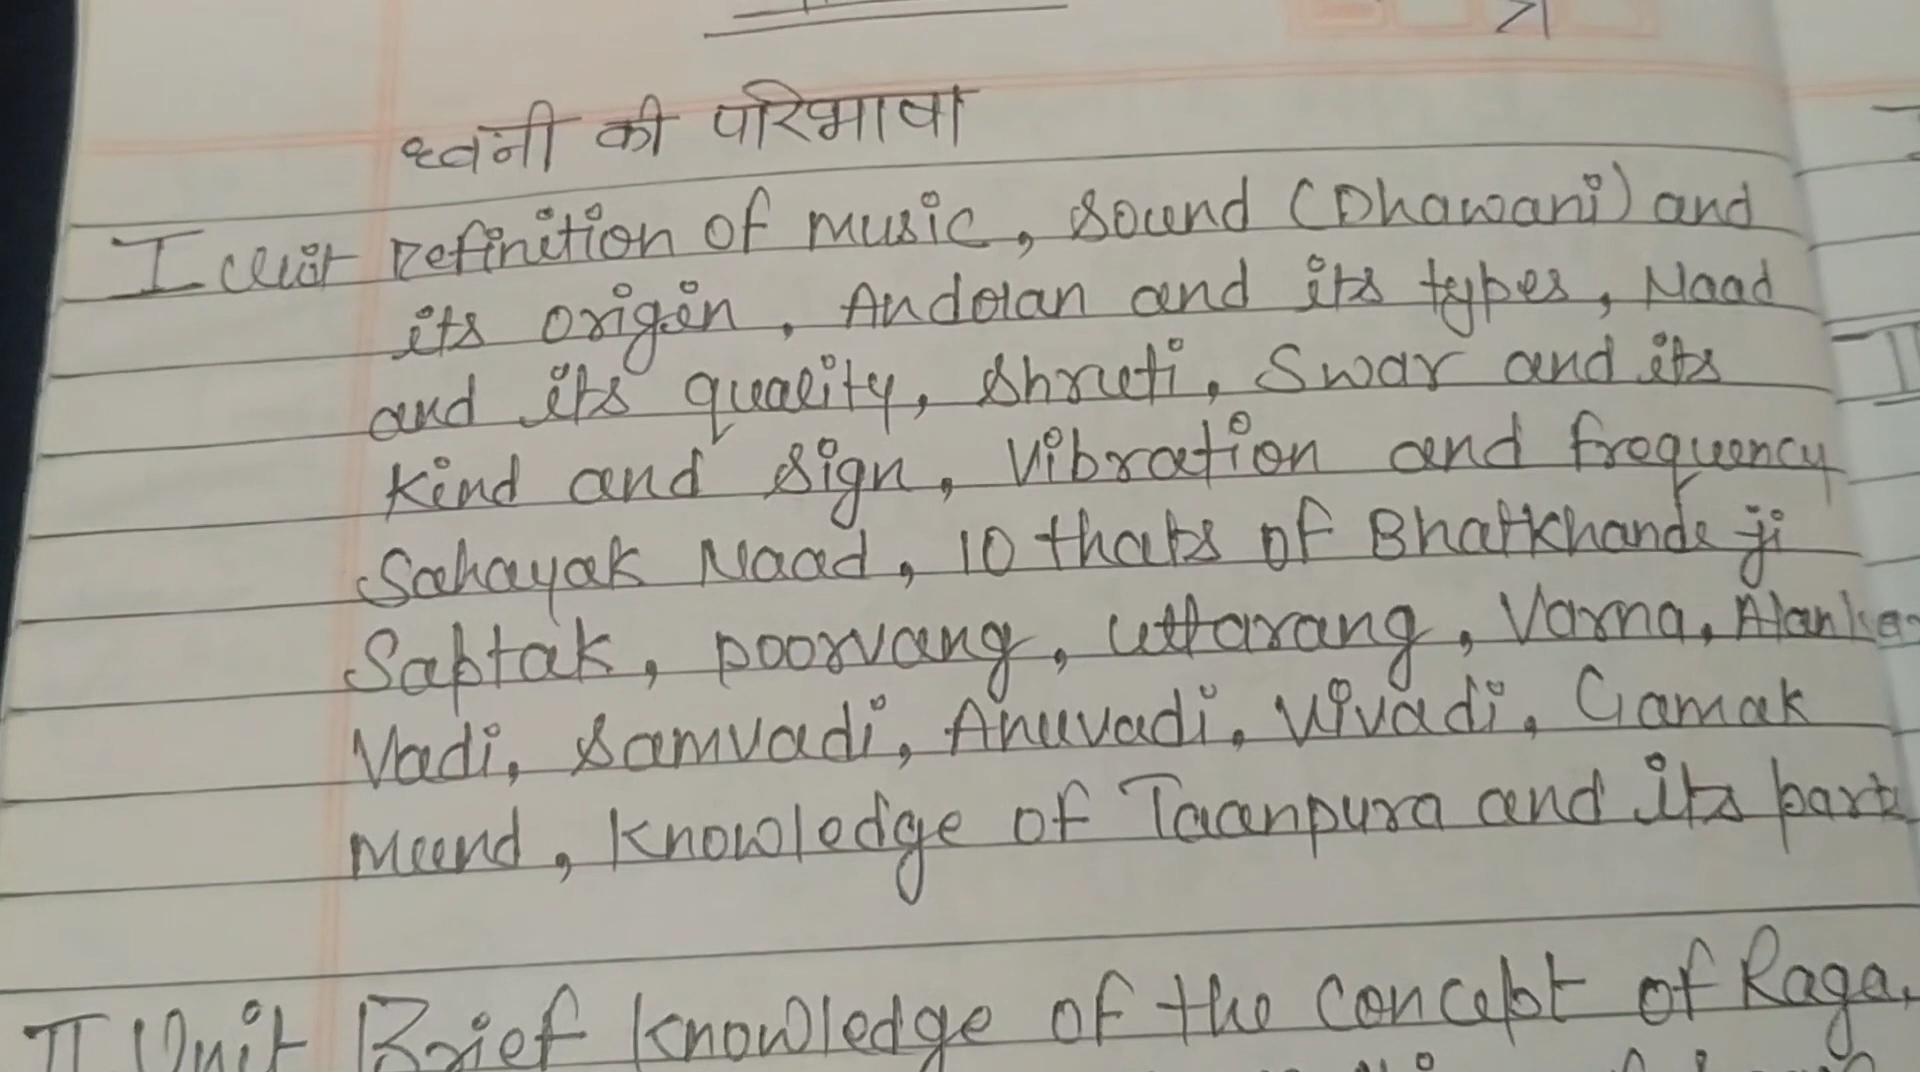 ध्वनी की परिभाषा
I Unit Definition of music, Sound (Dhawani) and
its origin, Andolan and its types, Naad
and its quality, Shruti, Swar and its
Kind and Sign, Vibration and frequency
Sahayak Naad, 10 thats of Bhatkhande ji
Saptak, poorvang, uttarang, Varna, Alanka
Vadi, Samvadi, Anuvadi, Vivadi, Gamak
Meend, Knowledge of Taanpura and its part
II Unit Brief Knowledge of the Concept of Raga,